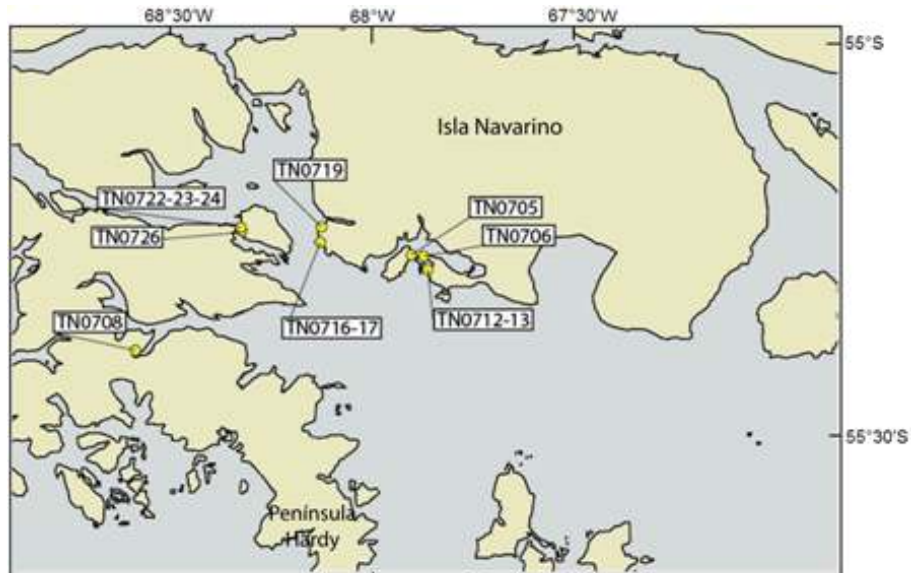 68°30'W
68°W
67°30'W
55°S
Isla Navarino
TN0719
TN0722-23-24
TN0705
TN0726
TN0706
TN0708
TN0716-17
TN0712-13
55°30'S
Península
Hardy